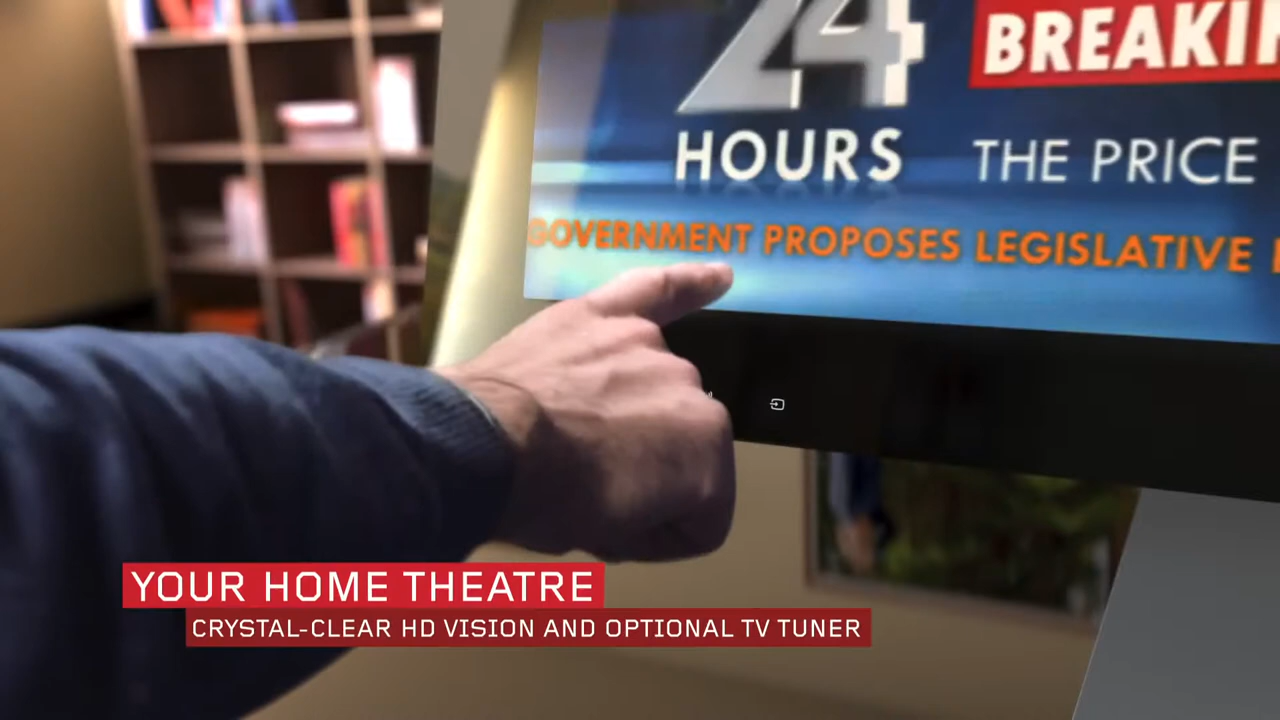 24
BREAKI
HOURS THE PRICE
GOVERNMENT PROPOSES LEGISLATIVE
YOUR HOME THEATRE
CRYSTAL-CLEAR HD VISION AND OPTIONAL TV TUNER